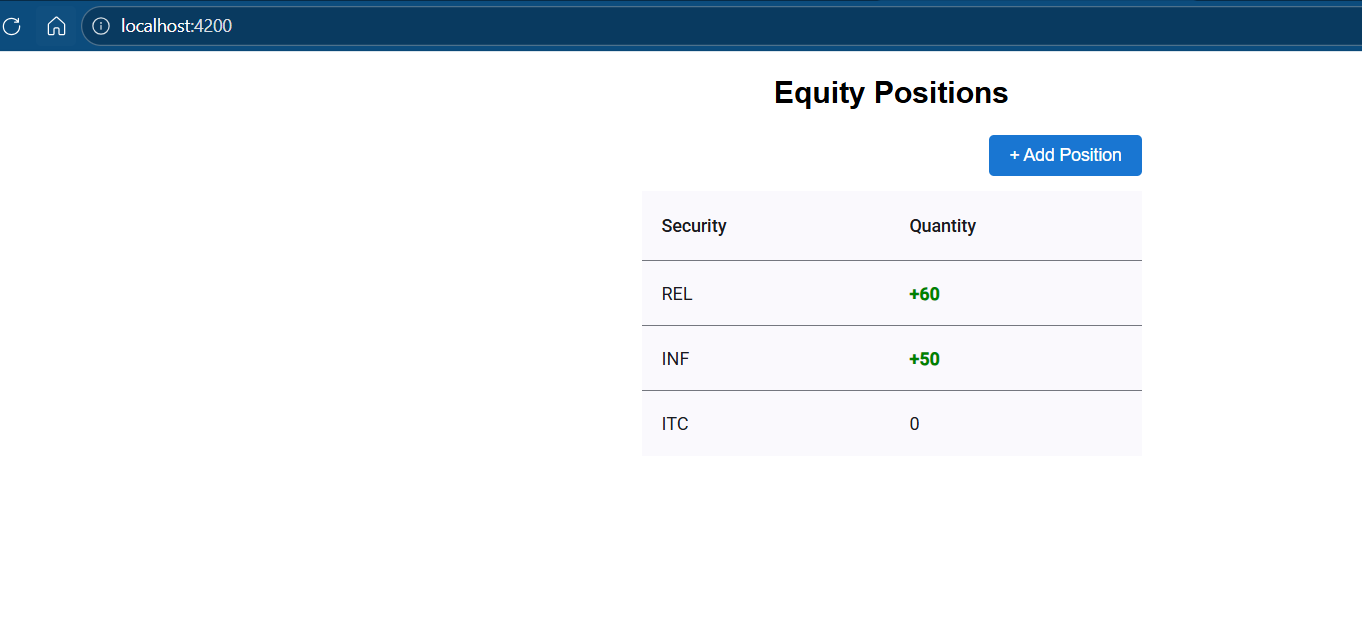 localhost:4200
Equity Positions
+ Add Position
Security Quantity
REL +60
INF +50
ITC 0